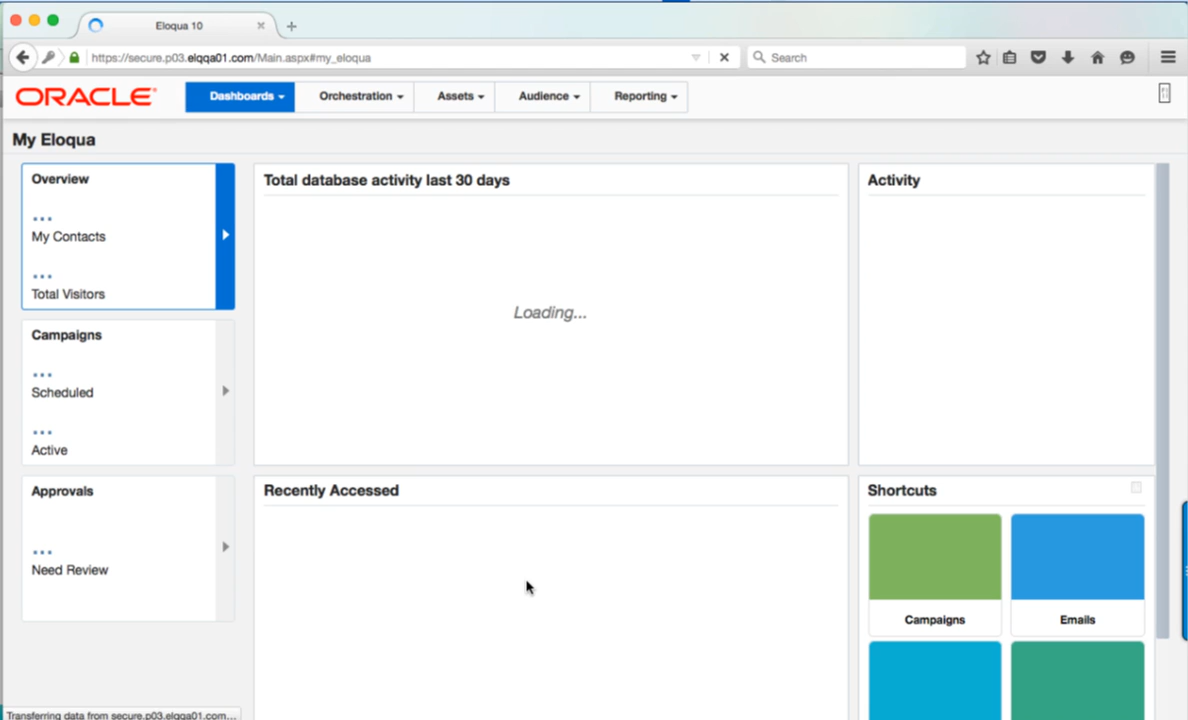 Eloqua 10
https://secure.p03.elqqa01.com/Main.aspx#my_eloqua
Search
ORACLE
Dashboards
Orchestration
Assets
Audience
Reporting
My Eloqua
Overview
...
My Contacts
...
Total Visitors
Campaigns
...
Scheduled
...
Active
Approvals
...
Need Review
Total database activity last 30 days
Loading...
Activity
Recently Accessed
Shortcuts
Campaigns
Emails
Transferring data from secure.p03.elqqa01.com...